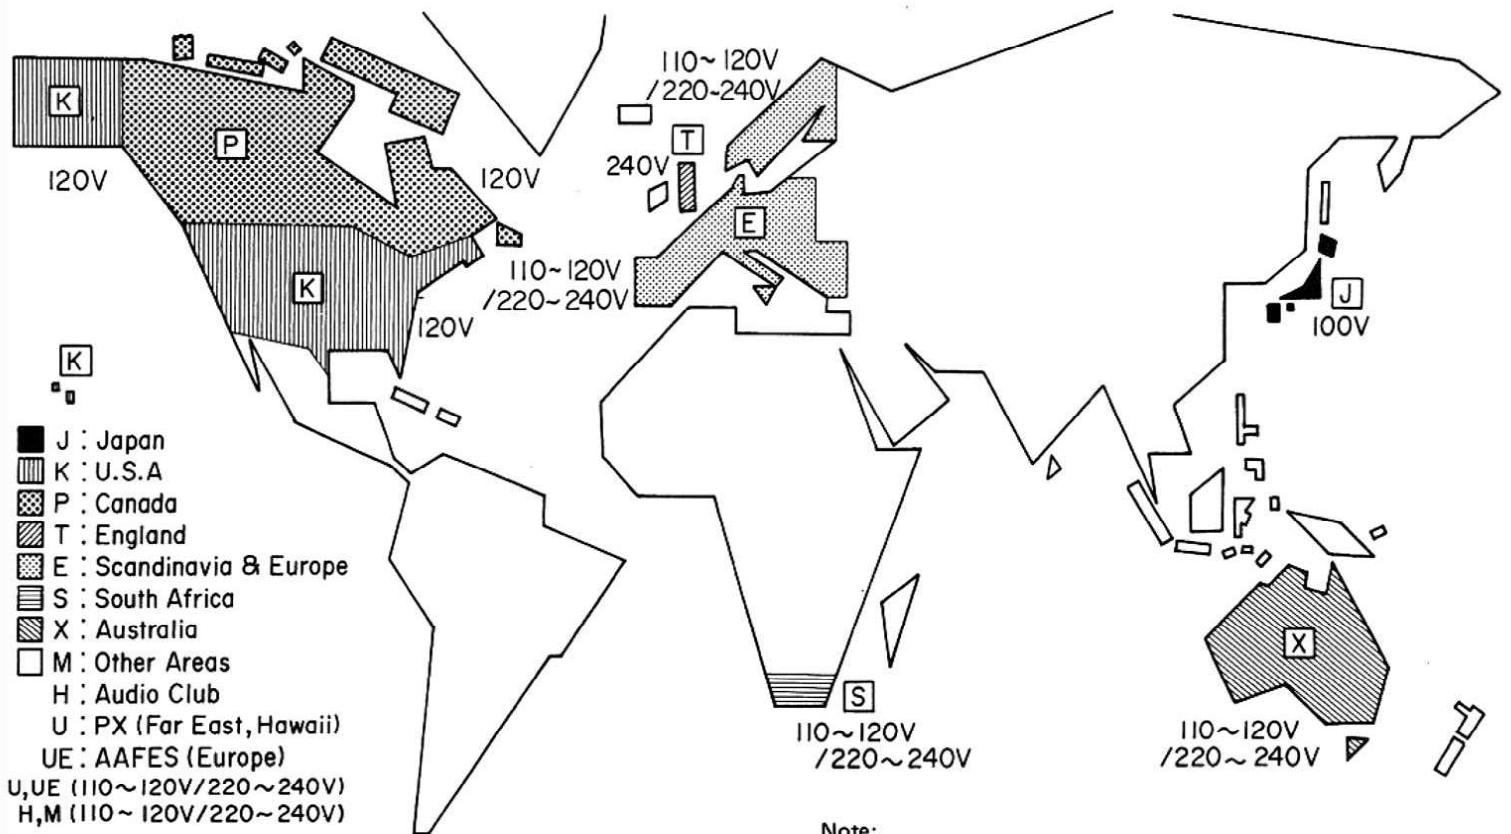 110~120V
/220~240V
K
T
P
240V
120V
120V
E
110~120V
/220~240V
K
J
120V
100V
K
J : Japan
K : U.S.A
P : Canada
T : England
E : Scandinavia & Europe
S : South Africa
X : Australia
M : Other Areas
H : Audio Club
U : PX (Far East, Hawaii)
UE : AAFES (Europe)
U,UE (110~120V/220~240V)
H,M (110~120V/220~240V)
X
S
110~120V
/220~240V
110~120V
/220~240V
Note: